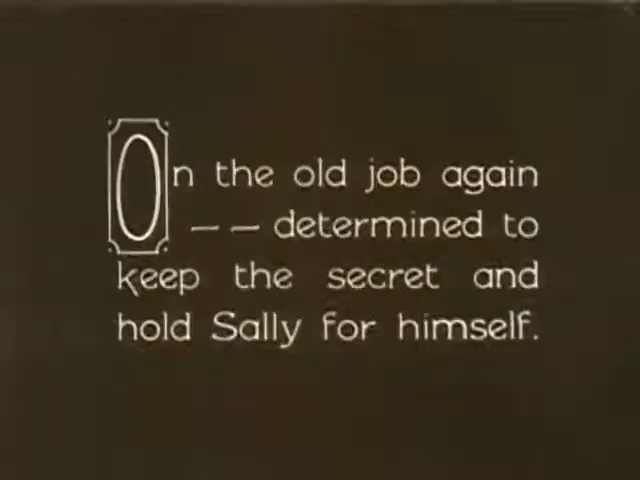 On the old job again
— — determined to
keep the secret and
hold Sally for himself.